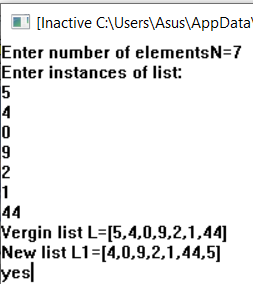 [Inactive C:\Users\Asus\AppData\
Enter number of elementsN=7
Enter instances of list:
5
4
0
9
2
1
44
Vergin list L=[5,4,0,9,2,1,44]
New list L1=[4,0,9,2,1,44,5]
yes